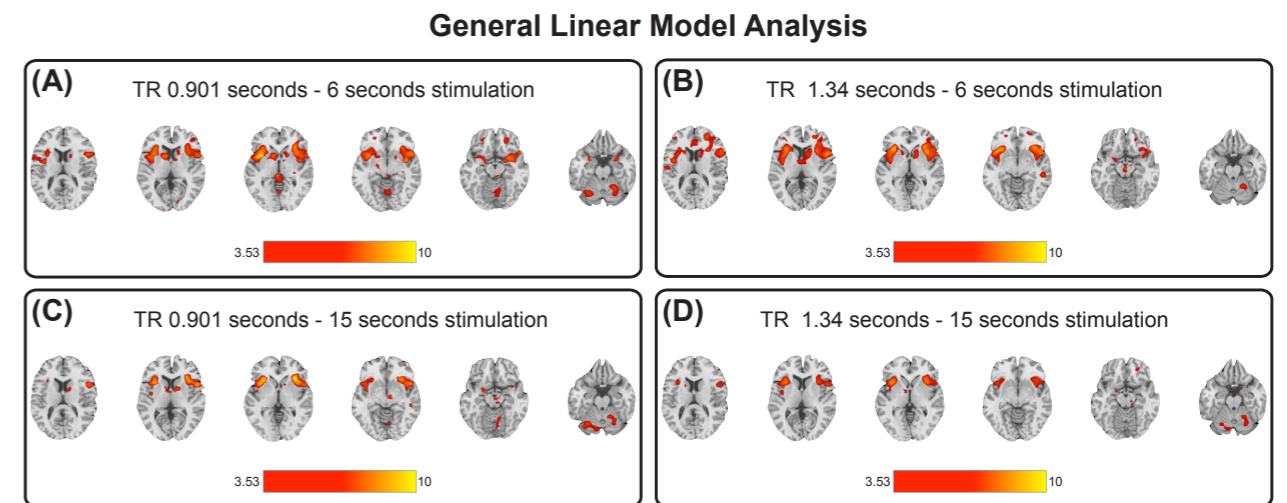 General Linear Model Analysis
(A)
TR 0.901 seconds - 6 seconds stimulation
3.53
10
(B)
TR 1.34 seconds - 6 seconds stimulation
3.53
10
(C)
TR 0.901 seconds - 15 seconds stimulation
3.53
10
(D)
TR 1.34 seconds - 15 seconds stimulation
3.53
10